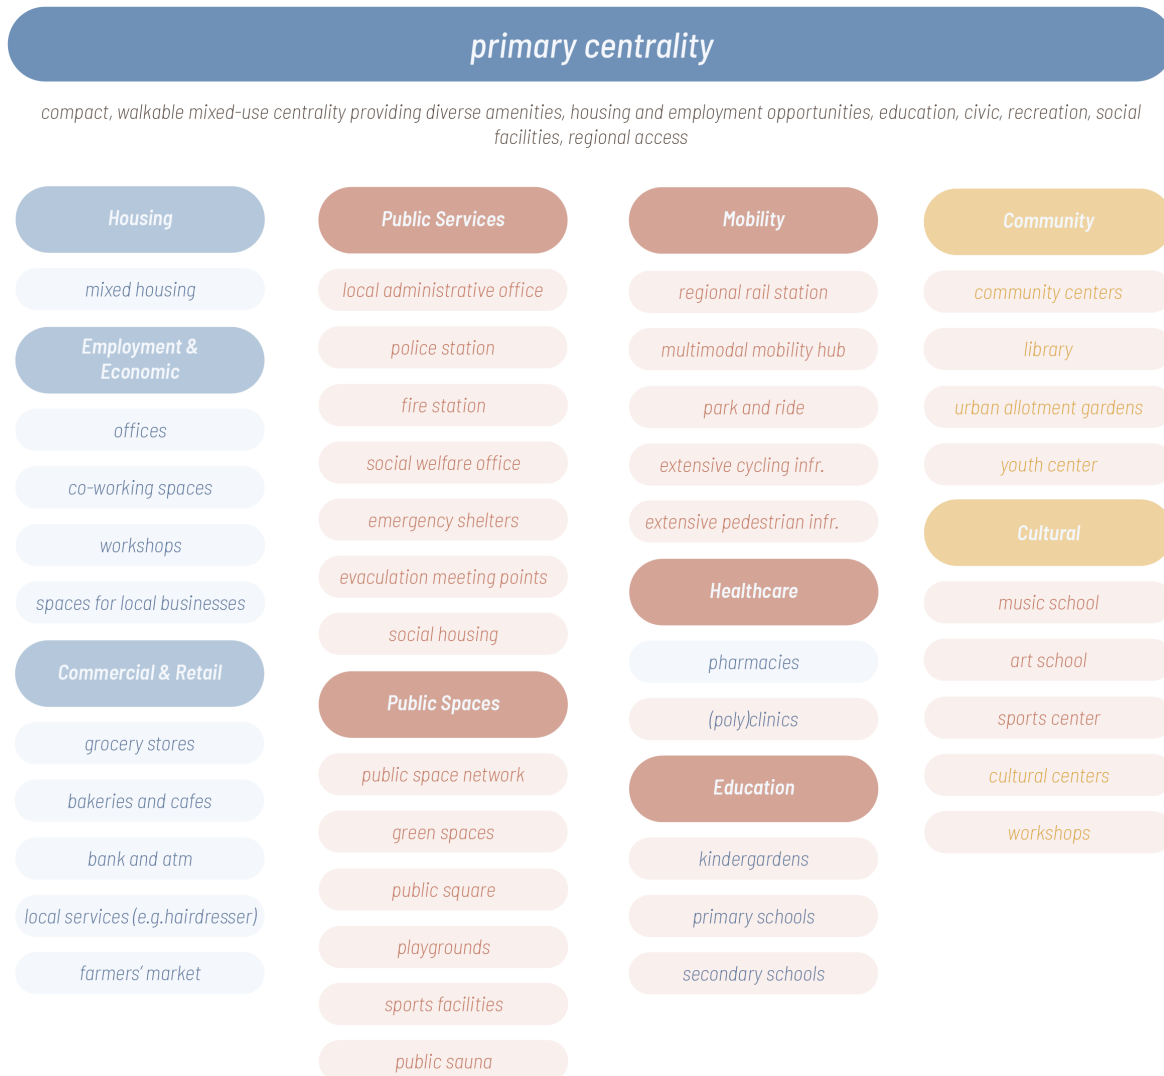 primary centrality
compact, walkable mixed-use centrality providing diverse amenities, housing and employment opportunities, education, civic, recreation, social
facilities, regional access
Housing
mixed housing
Employment &
Economic
offices
co-working spaces
workshops
spaces for local businesses
Commercial & Retail
grocery stores
bakeries and cafes
bank and atm
local services (e.g.hairdresser)
farmers' market
Public Services
local administrative office
police station
fire station
social welfare office
emergency shelters
evaculation meeting points
social housing
Public Spaces
public space network
green spaces
public square
playgrounds
sports facilities
public sauna
Mobility
regional rail station
multimodal mobility hub
park and ride
extensive cycling infr.
extensive pedestrian infr.
Healthcare
pharmacies
(poly)clinics
Education
kindergardens
primary schools
secondary schools
Community
community centers
library
urban allotment gardens
youth center
Cultural
music school
art school
sports center
cultural centers
workshops